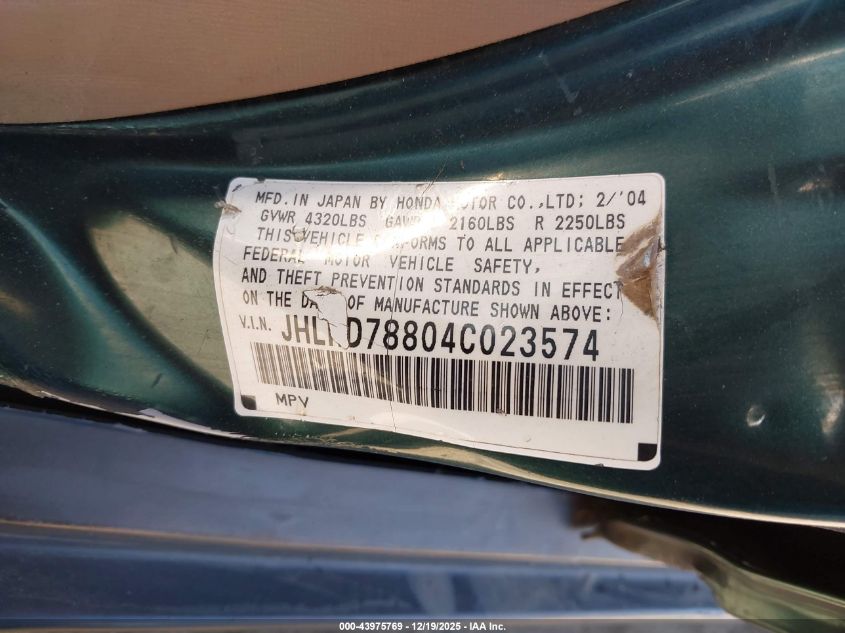 MFD. IN JAPAN BY HONDA MOTOR CO.,LTD; 2/'04
GVWR 4320LBS GAWR 2160LBS R 2250LBS
THIS VEHICLE CONFORMS TO ALL APPLICABLE
FEDERAL MOTOR VEHICLE SAFETY,
AND THEFT PREVENTION STANDARDS IN EFFECT
ON THE DATE OF MANUFACTURE SHOWN ABOVE:
V.I.N. JHL D78804C023574
MPV
000-43975769 - 12/19/2025 - IAA Inc.